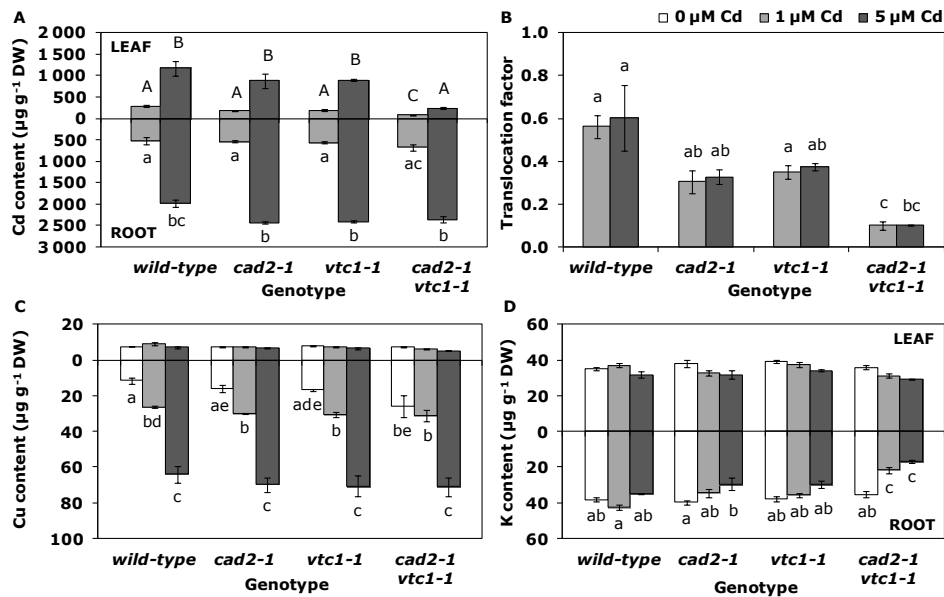 A
LEAF
ROOT
Cd content (µg g⁻¹ DW)
2 000
1 500
1 000
500
0
500
1 000
1 500
2 000
2 500
3 000
A B A B A B C B A
a bc a b a b ac b
wild-type cad2-1 vtc1-1 cad2-1
vtc1-1
Genotype
B
0 µM Cd 1 µM Cd 5 µM Cd
Translocation factor
1.0
0.8
0.6
0.4
0.2
0.0
a a ab ab a ab c bc
wild-type cad2-1 vtc1-1 cad2-1
vtc1-1
Genotype
C
Cu content (µg g⁻¹ DW)
20
0
20
40
60
80
100
a bd c ae b c ade b c be b c
wild-type cad2-1 vtc1-1 cad2-1
vtc1-1
Genotype
D
LEAF
ROOT
K content (µg g⁻¹ DW)
60
40
20
0
20
40
60
ab a ab a ab b ab ab ab ab c c
wild-type cad2-1 vtc1-1 cad2-1
vtc1-1
Genotype